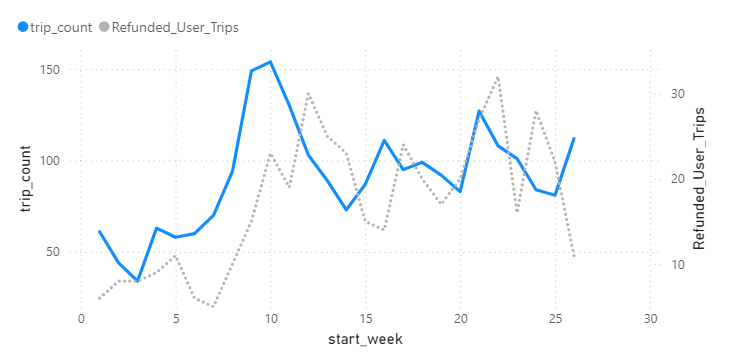 trip_count Refunded_User_Trips
150
100
50
trip_count
30
20
10
Refunded_User_Trips
0 5 10 15 20 25 30
start_week